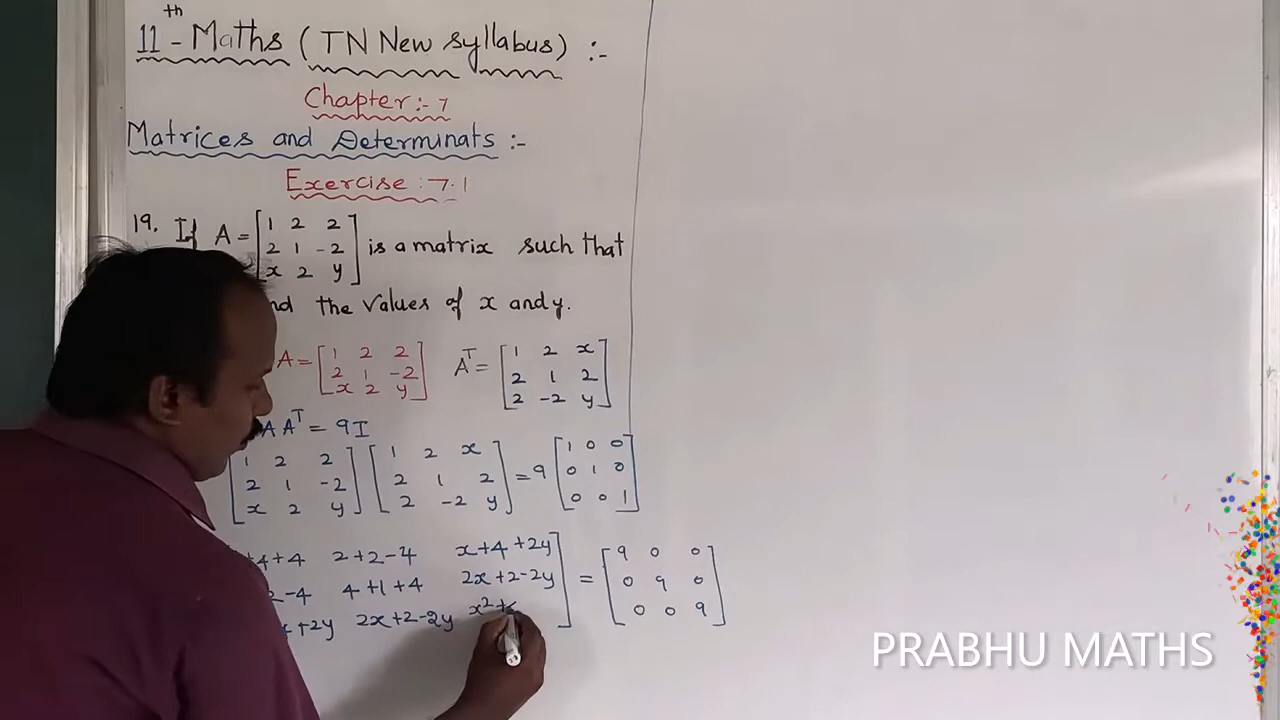 11th - Maths (TN New syllabus) :-
Chapter:- 7
Matrices and Determinats :-
Exercise : 7.1
19. If A = [1 2 2
2 1 -2
x 2 y] is a matrix such that
the values of x and y.
A = [1 2 2
2 1 -2
x 2 y] A^T = [1 2 x
2 1 2
2 -2 y]
A A^T = 9I
[1 2 2
2 1 -2
x 2 y] [1 2 x
2 1 2
2 -2 y] = 9 [1 0 0
0 1 0
0 0 1]
+4+4 2+2-4 x+4+2y
2-4 4+1+4 2x+2-2y
+2y 2x+2-2y x²+
] = [9 0 0
0 9 0
0 0 9]
PRABHU MATHS